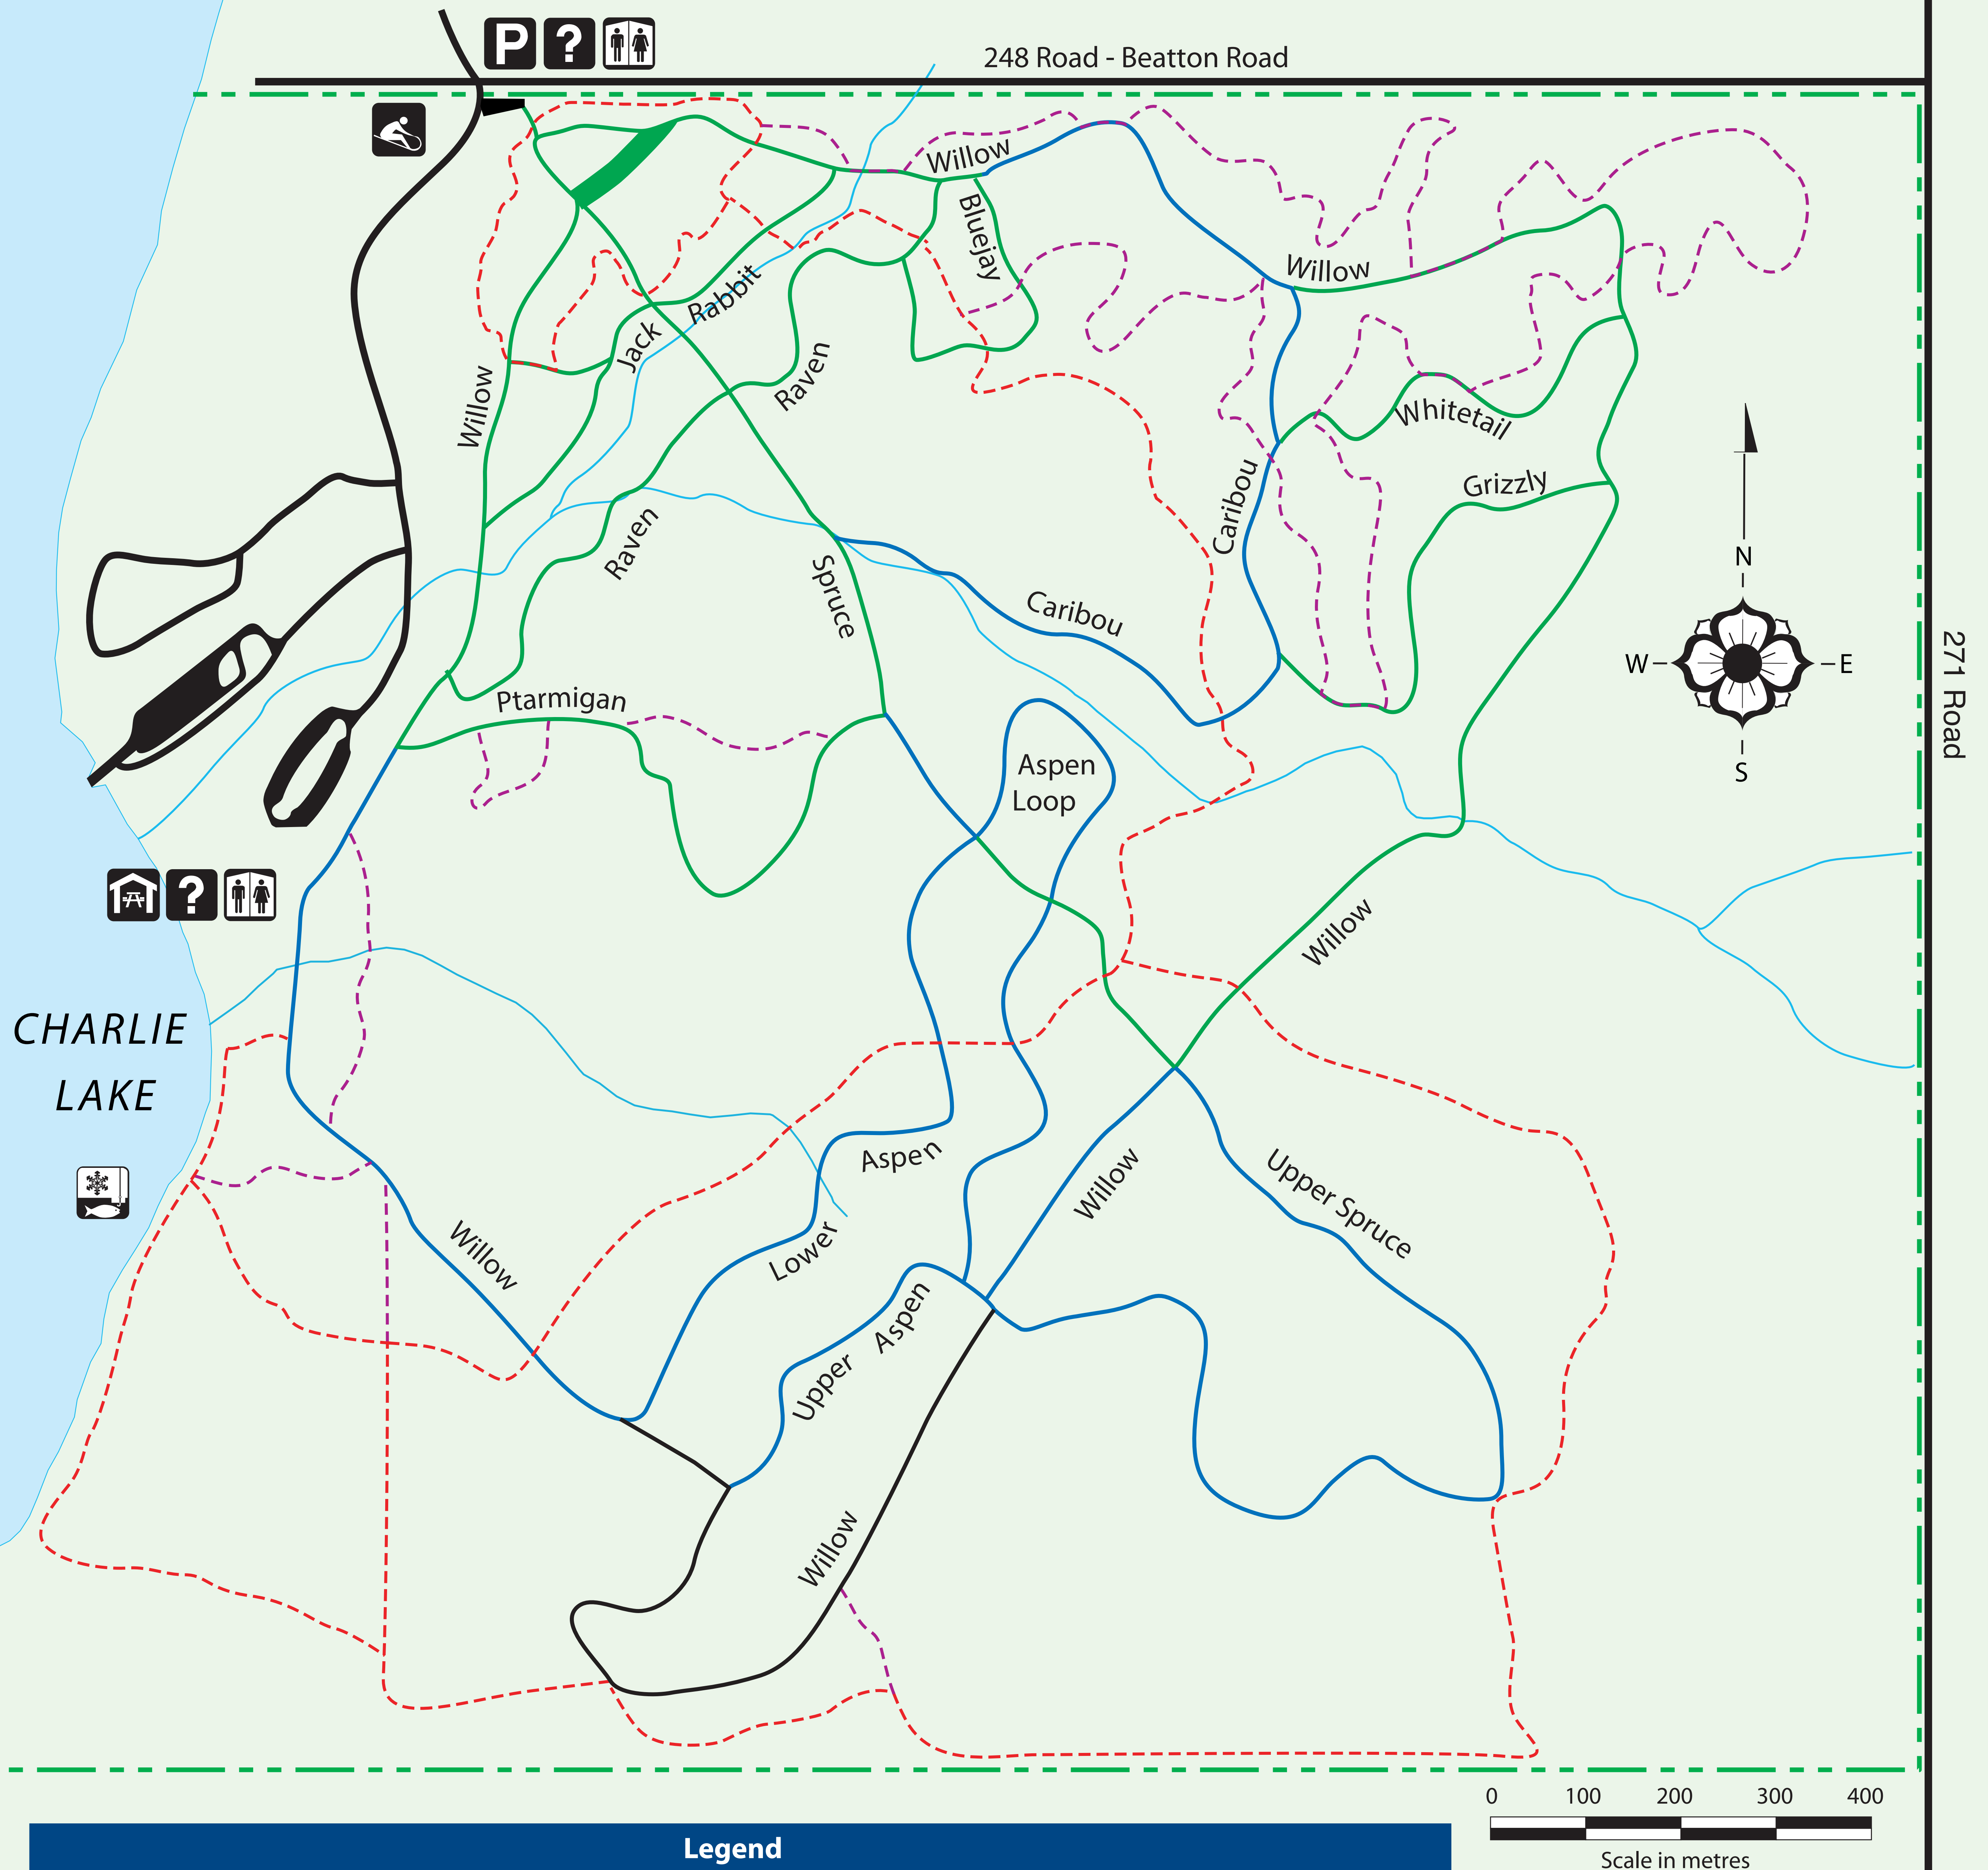 P ?
248 Road - Beatton Road
Willow
Bluejay
Willow
Rabbit
Jack
Raven
Willow
Whitetail
Grizzly
Caribou
Raven
Spruce
Caribou
N
W
E
S
271 Road
Ptarmigan
Aspen
Loop
?
Willow
CHARLIE
LAKE
Aspen
Lower
Willow
Upper Spruce
Willow
Upper Aspen
Willow
0 100 200 300 400
Scale in metres
Legend